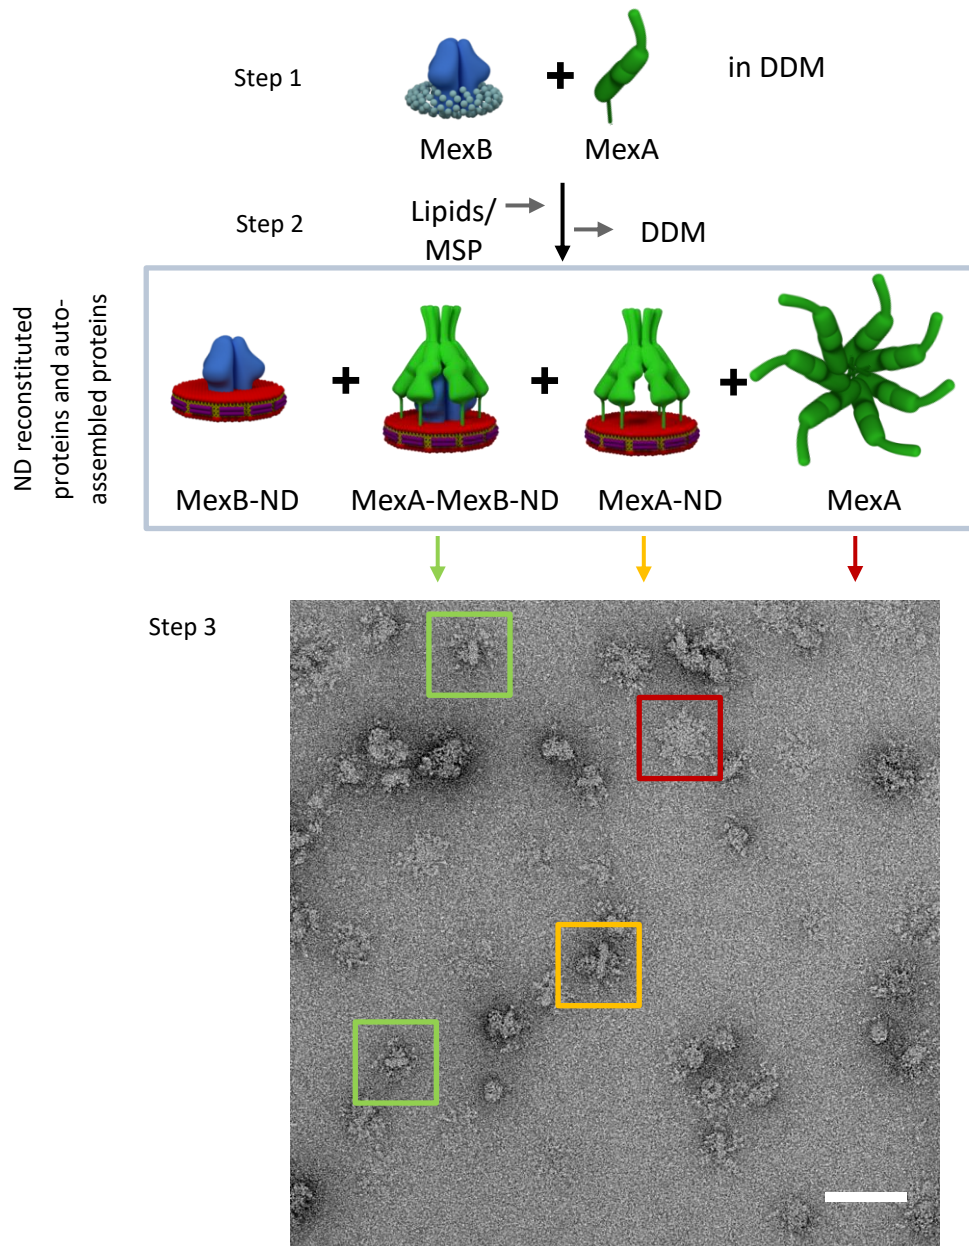 Step 1
+
in DDM
MexB
MexA
Step 2
Lipids/
MSP
DDM
ND reconstituted
proteins and auto-
assembled proteins
+
+
+
MexB-ND
MexA-MexB-ND
MexA-ND
MexA
Step 3